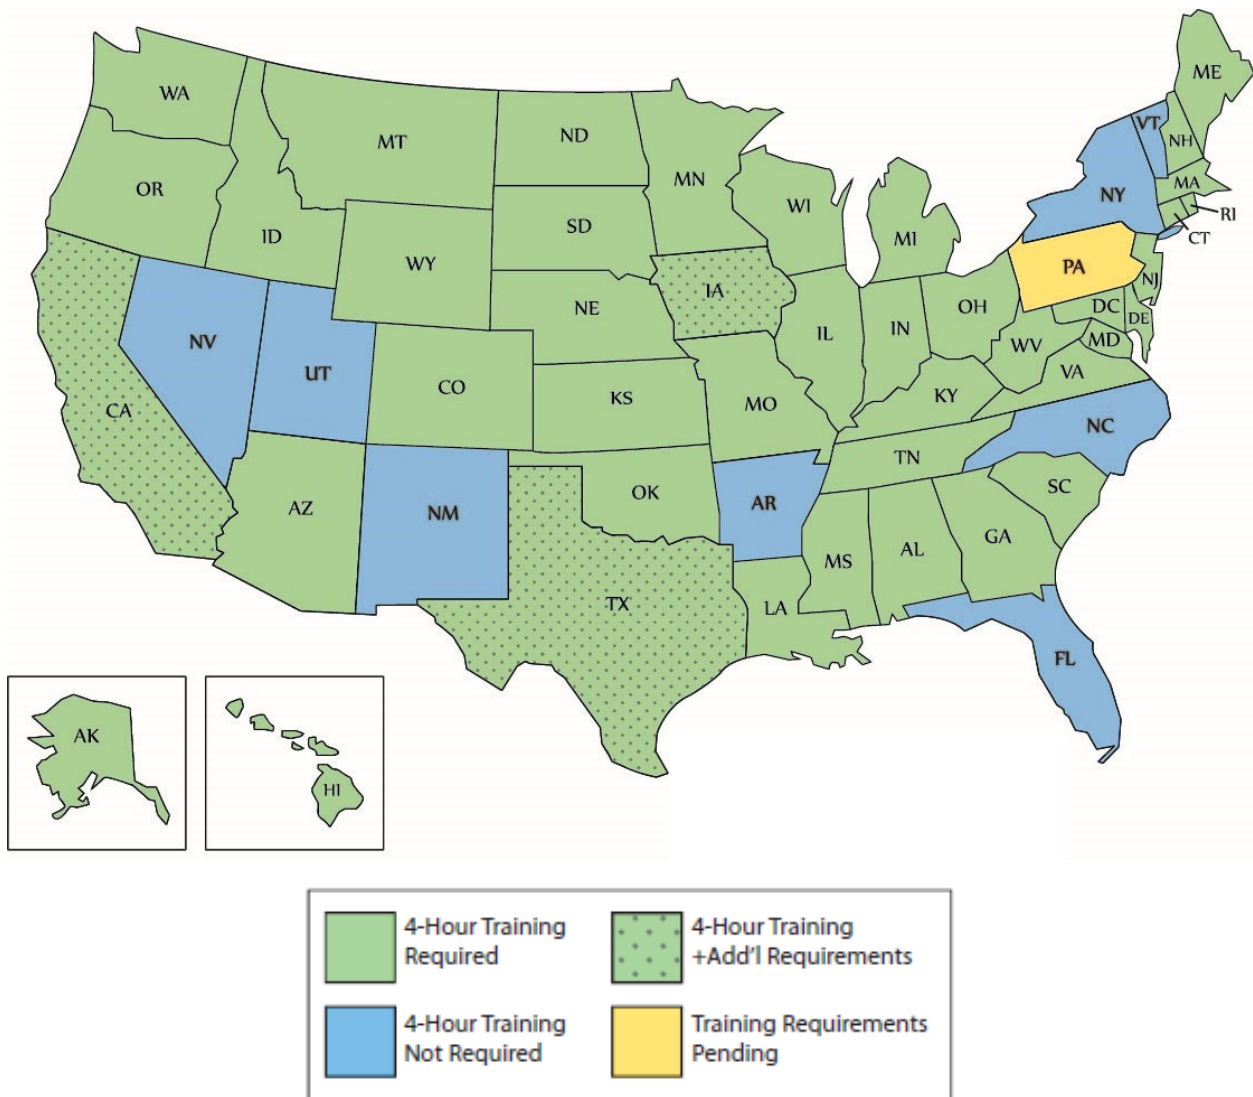 WA
MT
ND
MN
ME
VT
NH
OR
ID
SD
WI
MI
NY
MA
RI
CT
WY
IA
PA
NJ
NE
OH
DC
DE
NV
UT
CO
KS
MO
IL
IN
WV
MD
VA
KY
CA
NC
TN
AZ
NM
OK
AR
SC
MS
AL
GA
TX
LA
FL
AK
HI
4-Hour Training
Required
4-Hour Training
+Add'l Requirements
4-Hour Training
Not Required
Training Requirements
Pending